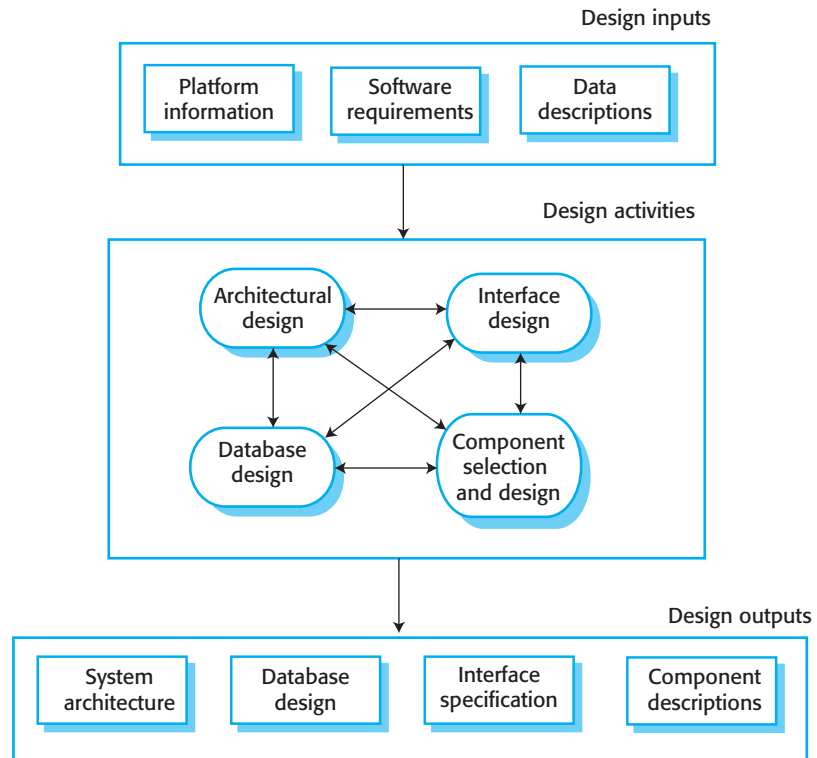 Design inputs
Platform
information
Software
requirements
Data
descriptions
Design activities
Architectural
design
Interface
design
Database
design
Component
selection
and design
Design outputs
System
architecture
Database
design
Interface
specification
Component
descriptions